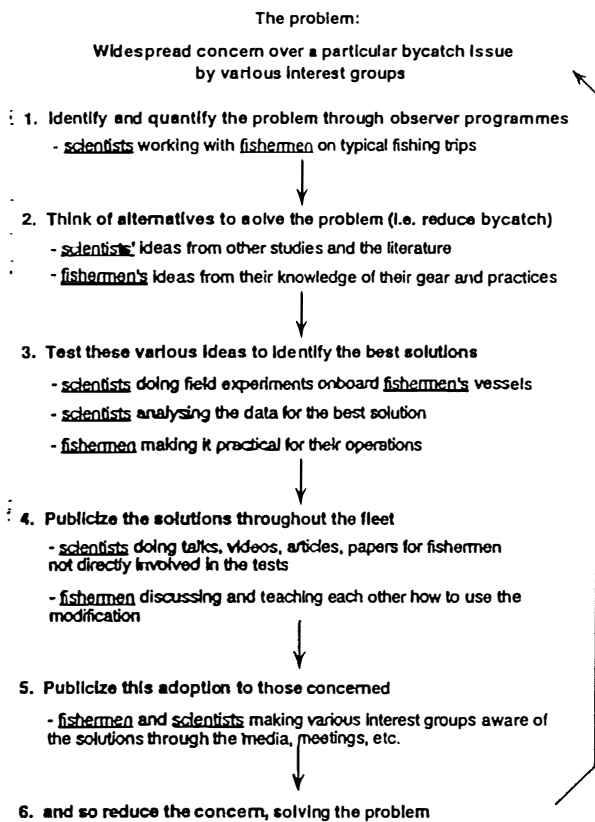 The problem:
Widespread concern over a particular bycatch issue
by various interest groups
1. Identify and quantify the problem through observer programmes
- scientists working with fishermen on typical fishing trips
2. Think of alternatives to solve the problem (i.e. reduce bycatch)
- scientists' ideas from other studies and the literature
- fishermen's ideas from their knowledge of their gear and practices
3. Test these various ideas to identify the best solutions
- scientists doing field experiments onboard fishermen's vessels
- scientists analysing the data for the best solution
- fishermen making it practical for their operations
4. Publicize the solutions throughout the fleet
- scientists doing talks, videos, articles, papers for fishermen
not directly involved in the tests
- fishermen discussing and teaching each other how to use the
modification
5. Publicize this adoption to those concerned
- fishermen and scientists making various interest groups aware of
the solutions through the media, meetings, etc.
6. and so reduce the concern, solving the problem